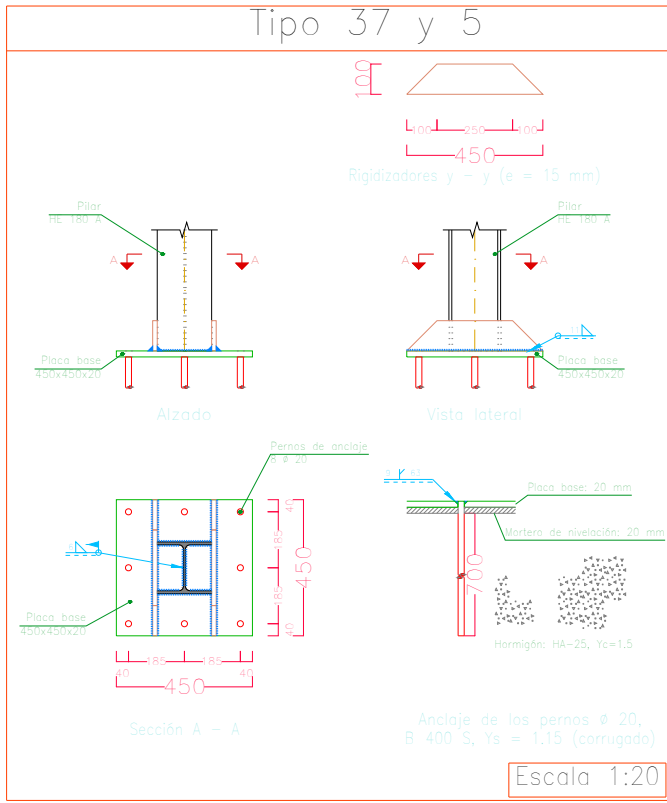 Tipo 37 y 5
100
100
250
100
450
Rigidizadores y - y (e = 15 mm)
Pilar
HE 180 A
A
A
Placa base
450x450x20
Alzado
Pilar
HE 180 A
A
A
Placa base
450x450x20
Vista lateral
Pernos de anclaje
8 Ø 20
40
185
185
40
450
Placa base
450x450x20
40
185
185
40
450
Sección A - A
Placa base: 20 mm
Mortero de nivelación: 20 mm
700
Hormigón: HA-25, Yc=1.5
Anclaje de los pernos Ø 20,
B 400 S, Ys = 1.15 (corrugado)
Escala 1:20